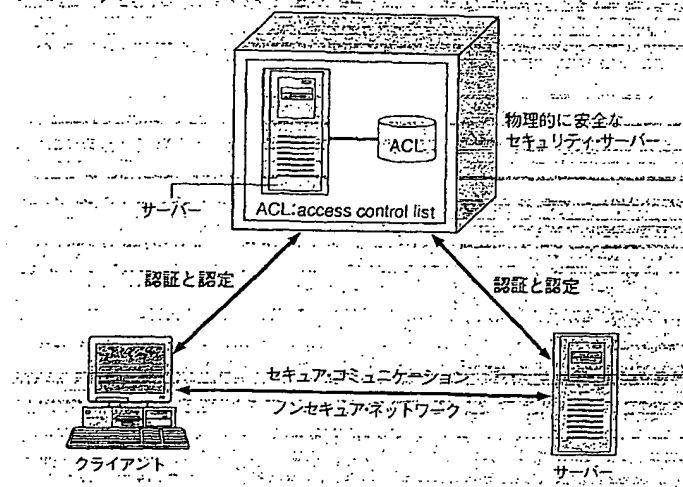 物理的に安全な
セキュリティ・サーバー
ACL
サーバー
ACL:access control list
認証と認定
認証と認定
セキュア・コミュニケーション
ノンセキュア・ネットワーク
クライアント
サーバー